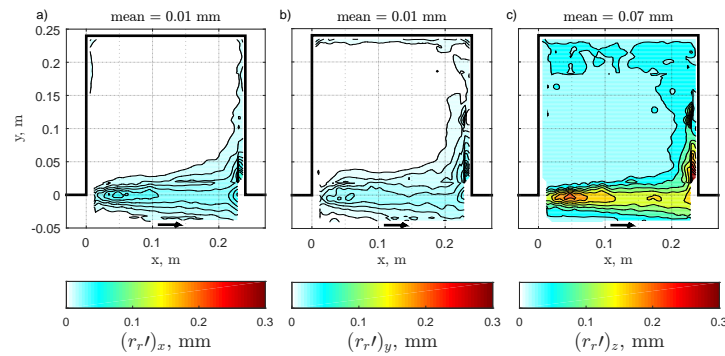 a) mean = 0.01 mm
b) mean = 0.01 mm
c) mean = 0.07 mm
y, m
0.25
0.2
0.15
0.1
0.05
0
-0.05
0 0.1 0.2
x, m
0 0.1 0.2
x, m
0 0.1 0.2
x, m
0 0.1 0.2 0.3
(r_r′)_x, mm
0 0.1 0.2 0.3
(r_r′)_y, mm
0 0.1 0.2 0.3
(r_r′)_z, mm